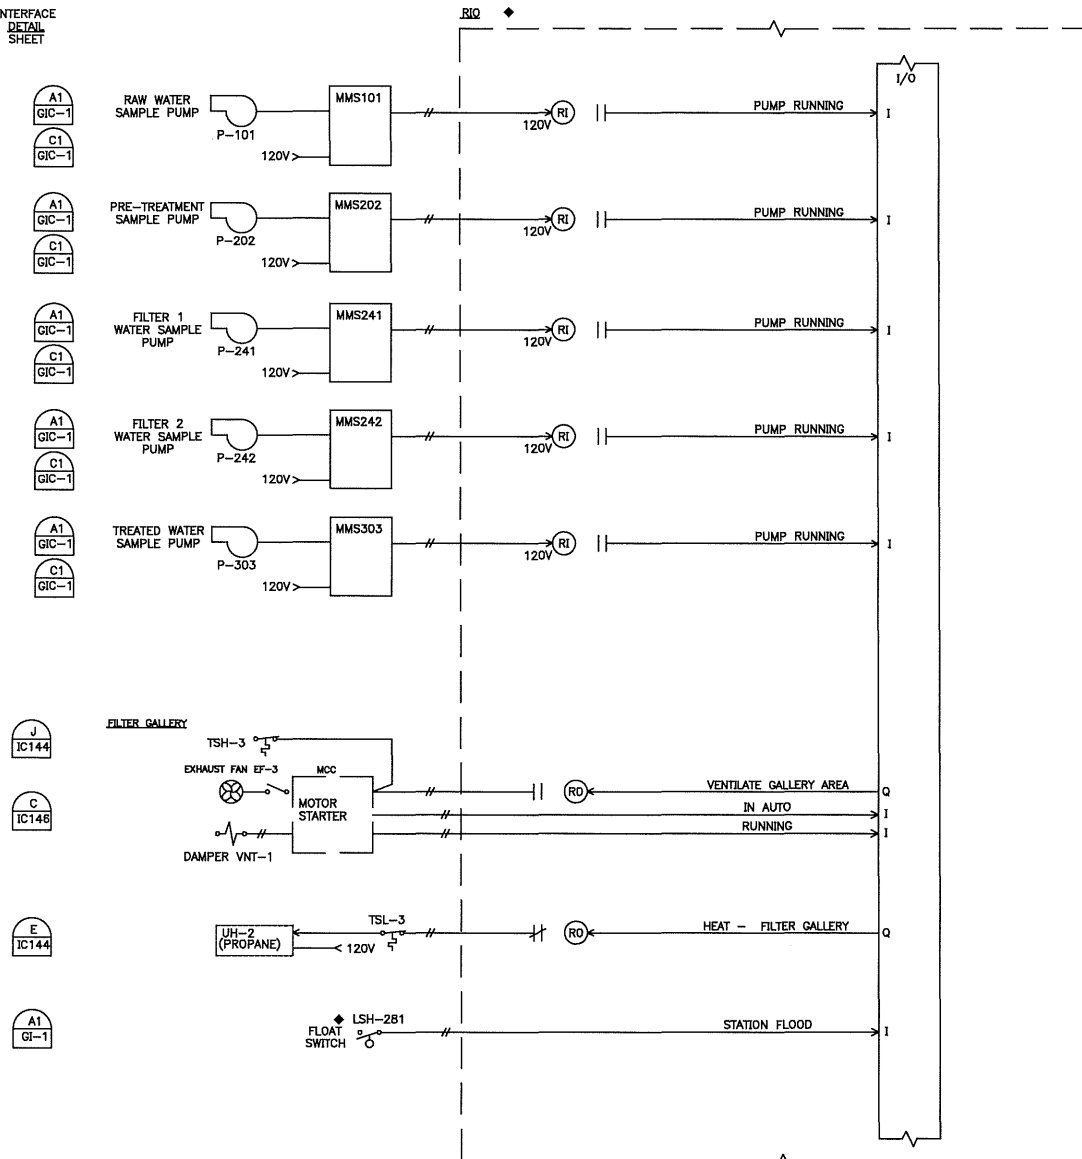 NTERFACE
DETAIL
SHEET
RIO
I/O
A1
GIC-1
C1
GIC-1
RAW WATER
SAMPLE PUMP
P-101
120V
MMS101
RI
120V
PUMP RUNNING
I
A1
GIC-1
C1
GIC-1
PRE-TREATMENT
SAMPLE PUMP
P-202
120V
MMS202
RI
120V
PUMP RUNNING
I
A1
GIC-1
C1
GIC-1
FILTER 1
WATER SAMPLE
PUMP
P-241
120V
MMS241
RI
120V
PUMP RUNNING
I
A1
GIC-1
C1
GIC-1
FILTER 2
WATER SAMPLE
PUMP
P-242
120V
MMS242
RI
120V
PUMP RUNNING
I
A1
GIC-1
C1
GIC-1
TREATED WATER
SAMPLE PUMP
P-303
120V
MMS303
RI
120V
PUMP RUNNING
I
J
IC144
FILTER GALLERY
TSH-3
C
IC146
EXHAUST FAN EF-3
MCC
MOTOR
STARTER
DAMPER VNT-1
RO
VENTILATE GALLERY AREA
Q
IN AUTO
I
RUNNING
I
E
IC144
UH-2
(PROPANE)
TSL-3
120V
RO
HEAT - FILTER GALLERY
Q
A1
GI-1
LSH-281
FLOAT
SWITCH
STATION FLOOD
I